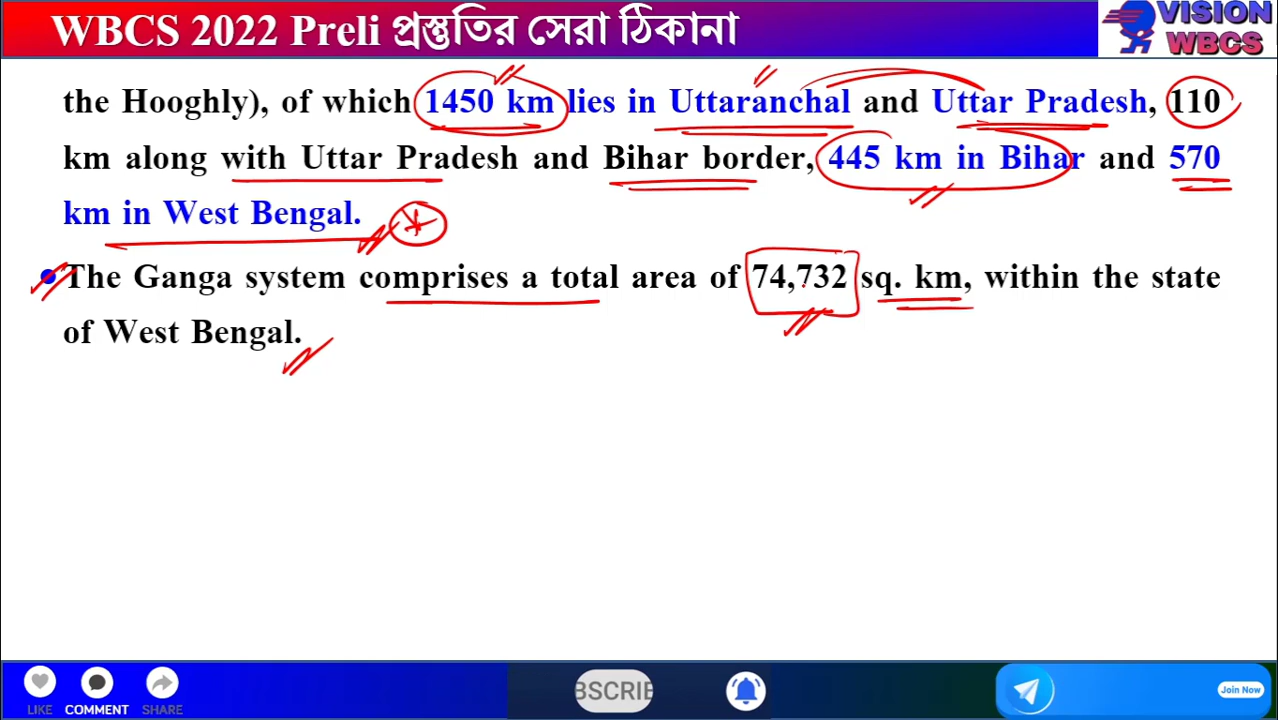 WBCS 2022 Preli প্রস্তুতির সেরা ঠিকানা
VISION
WBCS
the Hooghly), of which 1450 km lies in Uttaranchal and Uttar Pradesh, 110
km along with Uttar Pradesh and Bihar border, 445 km in Bihar and 570
km in West Bengal.
The Ganga system comprises a total area of 74,732 sq. km, within the state
of West Bengal.
BSCRIE
Join Now
LIKE COMMENT SHARE